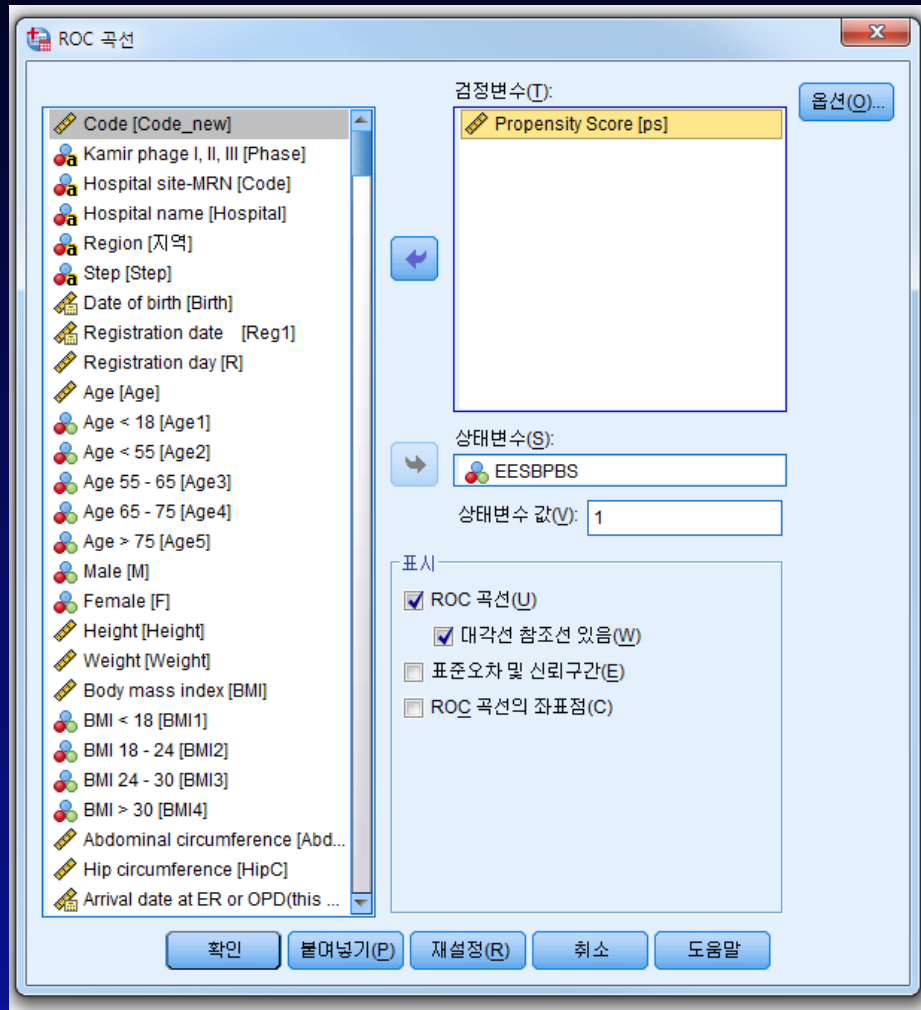 ROC 곡선
검정변수(T):
옵션(O)...
Code [Code_new]
Kamir phage I, II, III [Phase]
Hospital site-MRN [Code]
Hospital name [Hospital]
Region [지역]
Step [Step]
Date of birth [Birth]
Registration date [Reg1]
Registration day [R]
Age [Age]
Age < 18 [Age1]
Age < 55 [Age2]
Age 55 - 65 [Age3]
Age 65 - 75 [Age4]
Age > 75 [Age5]
Male [M]
Female [F]
Height [Height]
Weight [Weight]
Body mass index [BMI]
BMI < 18 [BMI1]
BMI 18 - 24 [BMI2]
BMI 24 - 30 [BMI3]
BMI > 30 [BMI4]
Abdominal circumference [Abd...
Hip circumference [HipC]
Arrival date at ER or OPD(this ...
Propensity Score [ps]
상태변수(S):
EESBPBS
상태변수 값(V): 1
표시
ROC 곡선(U)
대각선 참조선 있음(W)
표준오차 및 신뢰구간(E)
ROC 곡선의 좌표점(C)
확인
붙여넣기(P)
재설정(R)
취소
도움말